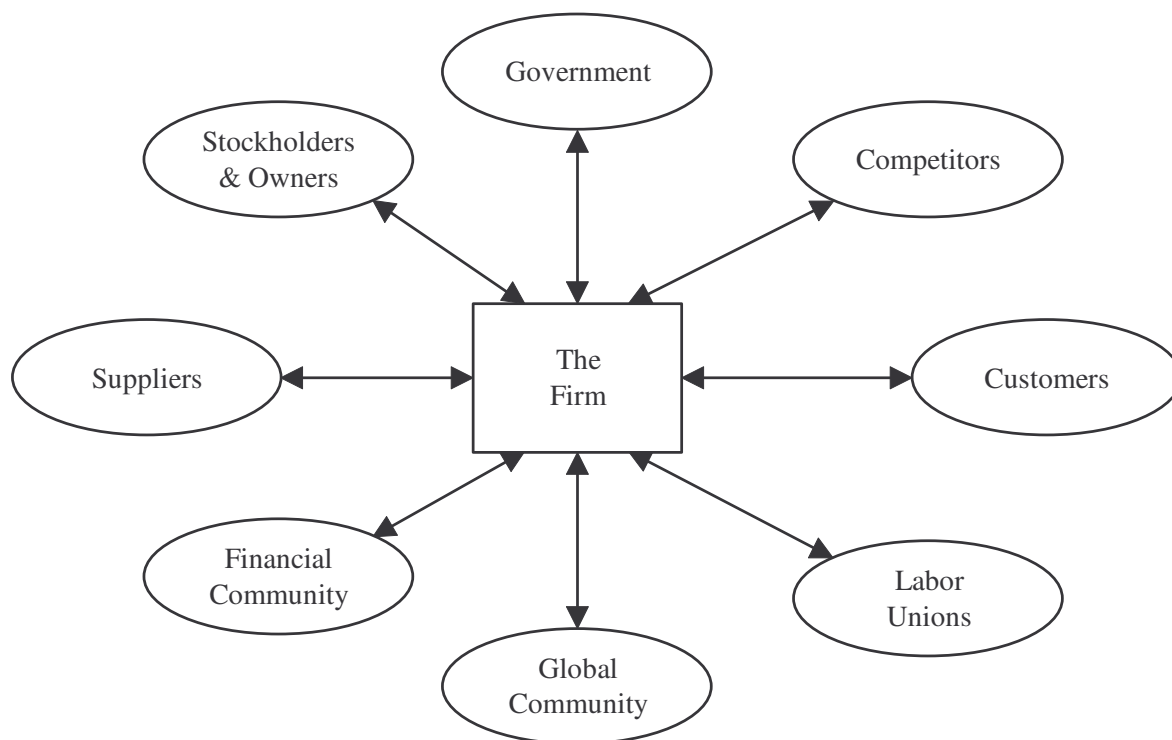 Government
Stockholders
& Owners
Competitors
Suppliers
The
Firm
Customers
Financial
Community
Labor
Unions
Global
Community